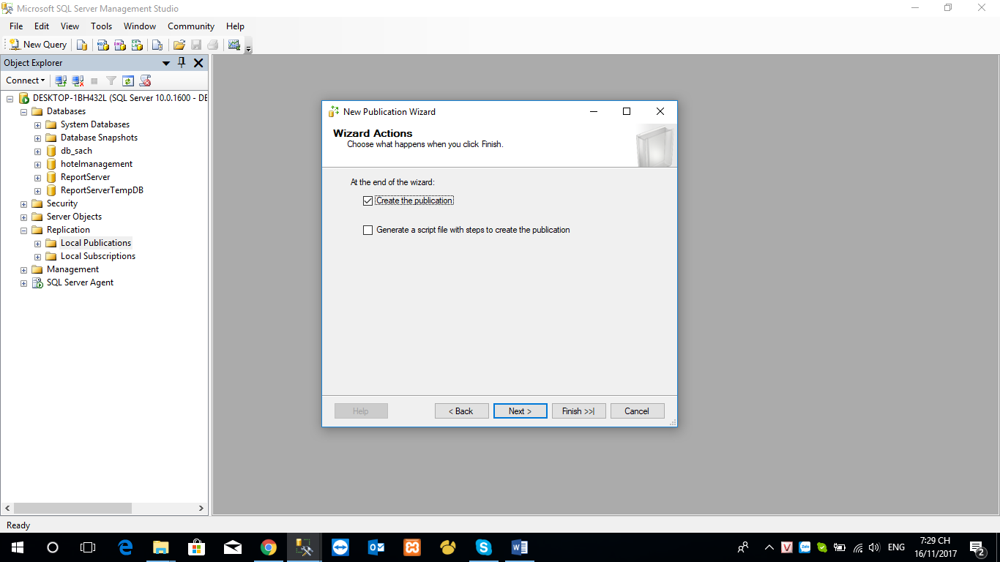 Microsoft SQL Server Management Studio
File Edit View Tools Window Community Help
New Query
Object Explorer
Connect
DESKTOP-1BH432L (SQL Server 10.0.1600 - DE
Databases
System Databases
Database Snapshots
db_sach
hotelmanagement
ReportServer
ReportServerTempDB
Security
Server Objects
Replication
Local Publications
Local Subscriptions
Management
SQL Server Agent
New Publication Wizard
Wizard Actions
Choose what happens when you click Finish.
At the end of the wizard:
Create the publication
Generate a script file with steps to create the publication
Help
< Back
Next >
Finish >>|
Cancel
Ready
ENG
7:29 CH
16/11/2017
2